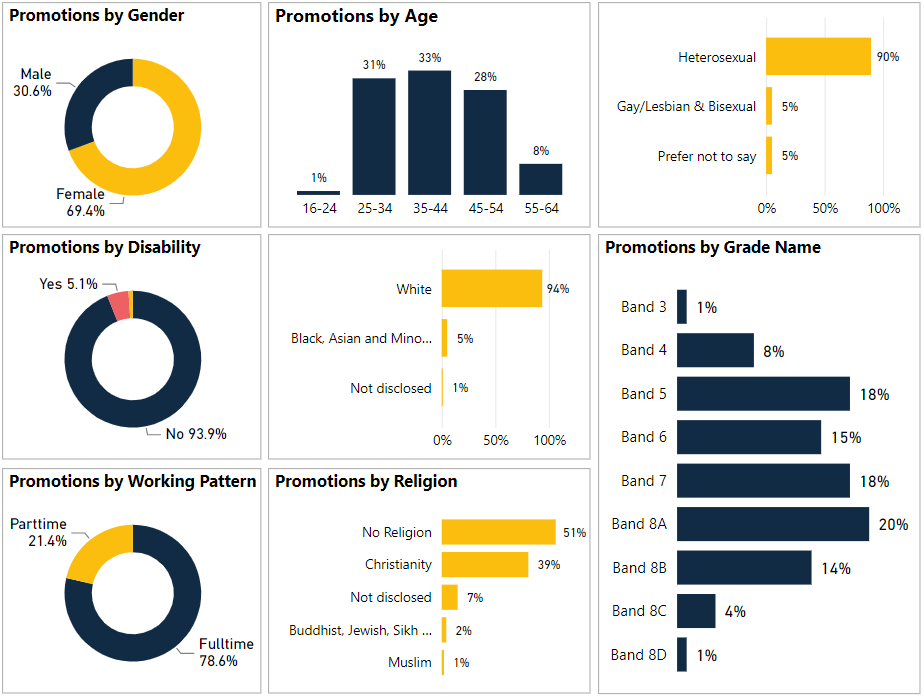 Promotions by Gender
Male
30.6%
Female
69.4%
Promotions by Age
31%
33%
28%
8%
1%
16-24
25-34
35-44
45-54
55-64
Heterosexual
90%
Gay/Lesbian & Bisexual
5%
Prefer not to say
5%
0%
50%
100%
Promotions by Disability
Yes 5.1%
No 93.9%
White
94%
Black, Asian and Mino...
5%
Not disclosed
1%
0%
50%
100%
Promotions by Grade Name
Band 3
1%
Band 4
8%
Band 5
18%
Band 6
15%
Band 7
18%
Band 8A
20%
Band 8B
14%
Band 8C
4%
Band 8D
1%
Promotions by Working Pattern
Parttime
21.4%
Fulltime
78.6%
Promotions by Religion
No Religion
51%
Christianity
39%
Not disclosed
7%
Buddhist, Jewish, Sikh ...
2%
Muslim
1%